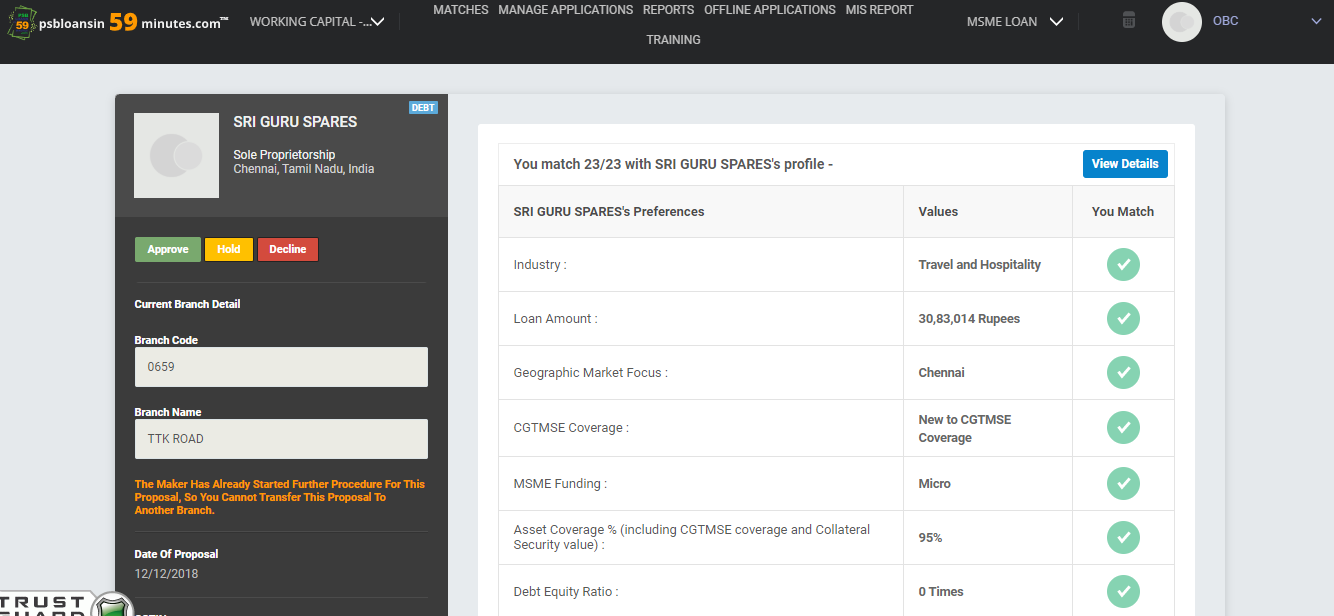 psbloansin 59 minutes.com™
PSB
59
WORKING CAPITAL -...
MATCHES MANAGE APPLICATIONS REPORTS OFFLINE APPLICATIONS MIS REPORT
TRAINING
MSME LOAN
OBC
DEBT
SRI GURU SPARES
Sole Proprietorship
Chennai, Tamil Nadu, India
Approve Hold Decline
Current Branch Detail
Branch Code
0659
Branch Name
TTK ROAD
The Maker Has Already Started Further Procedure For This
Proposal, So You Cannot Transfer This Proposal To
Another Branch.
Date Of Proposal
12/12/2018
TRUST
GUARD
You match 23/23 with SRI GURU SPARES's profile -
View Details
SRI GURU SPARES's Preferences Values You Match
Industry : Travel and Hospitality
Loan Amount : 30,83,014 Rupees
Geographic Market Focus : Chennai
CGTMSE Coverage : New to CGTMSE
Coverage
MSME Funding : Micro
Asset Coverage % (including CGTMSE coverage and Collateral
Security value) : 95%
Debt Equity Ratio : 0 Times